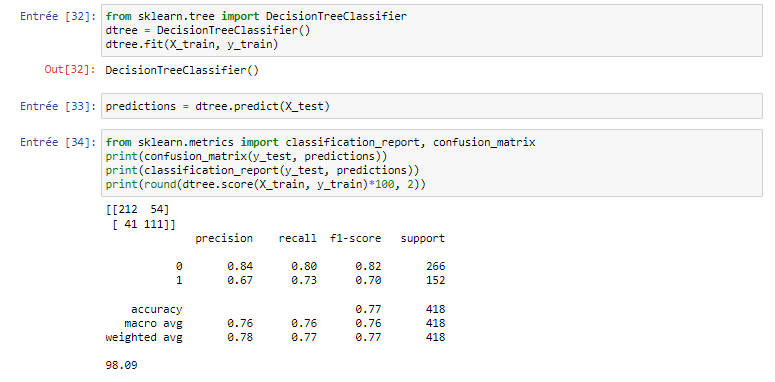 Entrée [32]: from sklearn.tree import DecisionTreeClassifier
dtree = DecisionTreeClassifier()
dtree.fit(X_train, y_train)
Out[32]: DecisionTreeClassifier()
Entrée [33]: predictions = dtree.predict(X_test)
Entrée [34]: from sklearn.metrics import classification_report, confusion_matrix
print(confusion_matrix(y_test, predictions))
print(classification_report(y_test, predictions))
print(round(dtree.score(X_train, y_train)*100, 2))
[[212  54]
 [ 41 111]]
              precision    recall  f1-score   support
           0       0.84      0.80      0.82       266
           1       0.67      0.73      0.70       152
    accuracy                           0.77       418
   macro avg       0.76      0.76      0.76       418
weighted avg       0.78      0.77      0.77       418
98.09